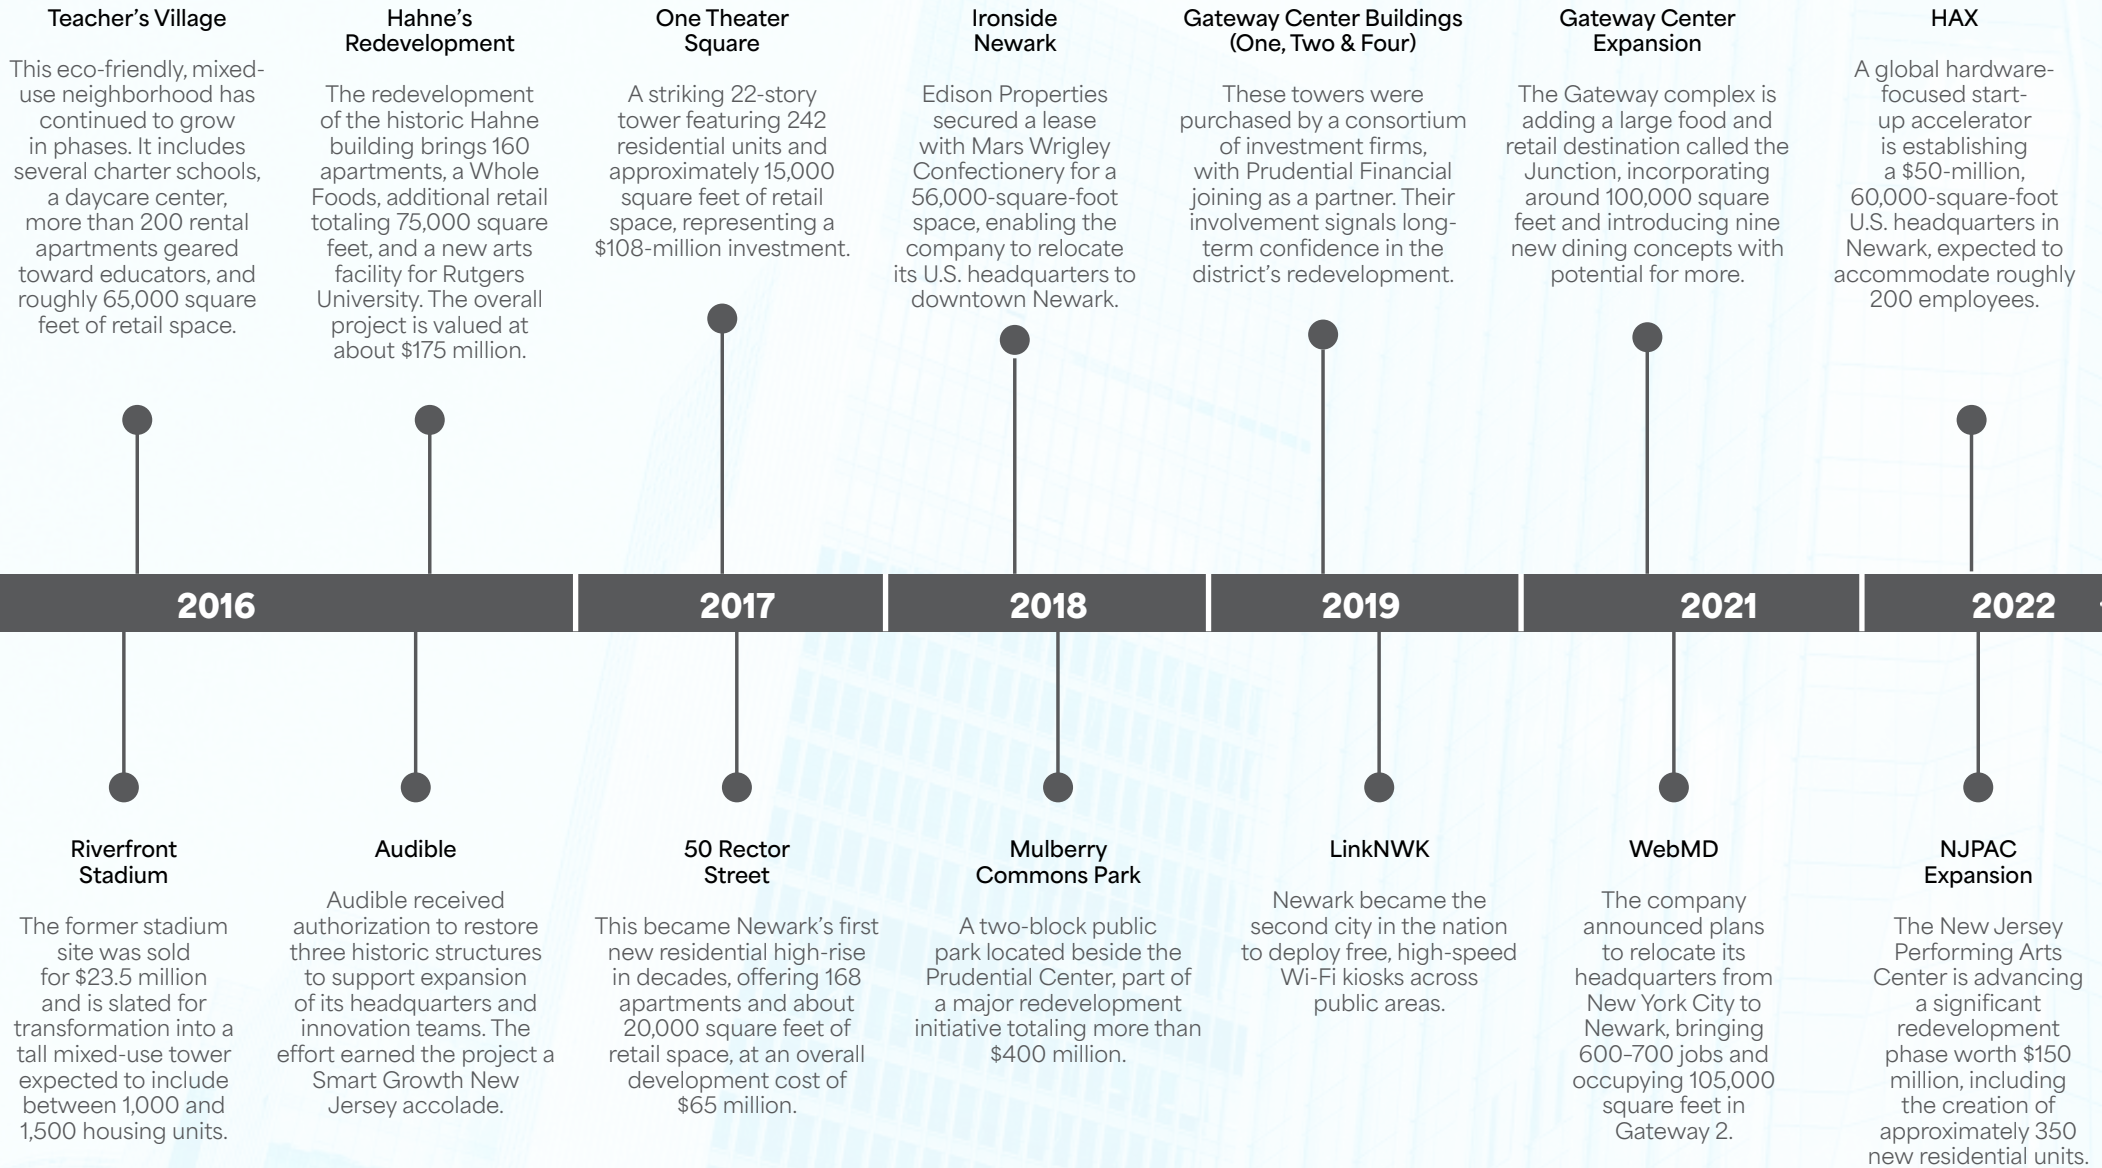 Teacher's Village
This eco-friendly, mixed-
use neighborhood has
continued to grow
in phases. It includes
several charter schools,
a daycare center,
more than 200 rental
apartments geared
toward educators, and
roughly 65,000 square
feet of retail space.
Hahne's
Redevelopment
The redevelopment
of the historic Hahne
building brings 160
apartments, a Whole
Foods, additional retail
totaling 75,000 square
feet, and a new arts
facility for Rutgers
University. The overall
project is valued at
about $175 million.
One Theater
Square
A striking 22-story
tower featuring 242
residential units and
approximately 15,000
square feet of retail
space, representing a
$108-million investment.
Ironside
Newark
Edison Properties
secured a lease
with Mars Wrigley
Confectionery for a
56,000-square-foot
space, enabling the
company to relocate
its U.S. headquarters to
downtown Newark.
Gateway Center Buildings
(One, Two & Four)
These towers were
purchased by a consortium
of investment firms,
with Prudential Financial
joining as a partner. Their
involvement signals long-
term confidence in the
district's redevelopment.
Gateway Center
Expansion
The Gateway complex is
adding a large food and
retail destination called the
Junction, incorporating
around 100,000 square
feet and introducing nine
new dining concepts with
potential for more.
HAX
A global hardware-
focused start-
up accelerator
is establishing
a $50-million,
60,000-square-foot
U.S. headquarters in
Newark, expected to
accommodate roughly
200 employees.
2016
2017
2018
2019
2021
2022
Riverfront
Stadium
The former stadium
site was sold
for $23.5 million
and is slated for
transformation into a
tall mixed-use tower
expected to include
between 1,000 and
1,500 housing units.
Audible
Audible received
authorization to restore
three historic structures
to support expansion
of its headquarters and
innovation teams. The
effort earned the project a
Smart Growth New
Jersey accolade.
50 Rector
Street
This became Newark's first
new residential high-rise
in decades, offering 168
apartments and about
20,000 square feet of
retail space, at an overall
development cost of
$65 million.
Mulberry
Commons Park
A two-block public
park located beside the
Prudential Center, part of
a major redevelopment
initiative totaling more than
$400 million.
LinkNWK
Newark became the
second city in the nation
to deploy free, high-speed
Wi-Fi kiosks across
public areas.
WebMD
The company
announced plans
to relocate its
headquarters from
New York City to
Newark, bringing
600–700 jobs and
occupying 105,000
square feet in
Gateway 2.
NJPAC
Expansion
The New Jersey
Performing Arts
Center is advancing
a significant
redevelopment
phase worth $150
million, including
the creation of
approximately 350
new residential units.